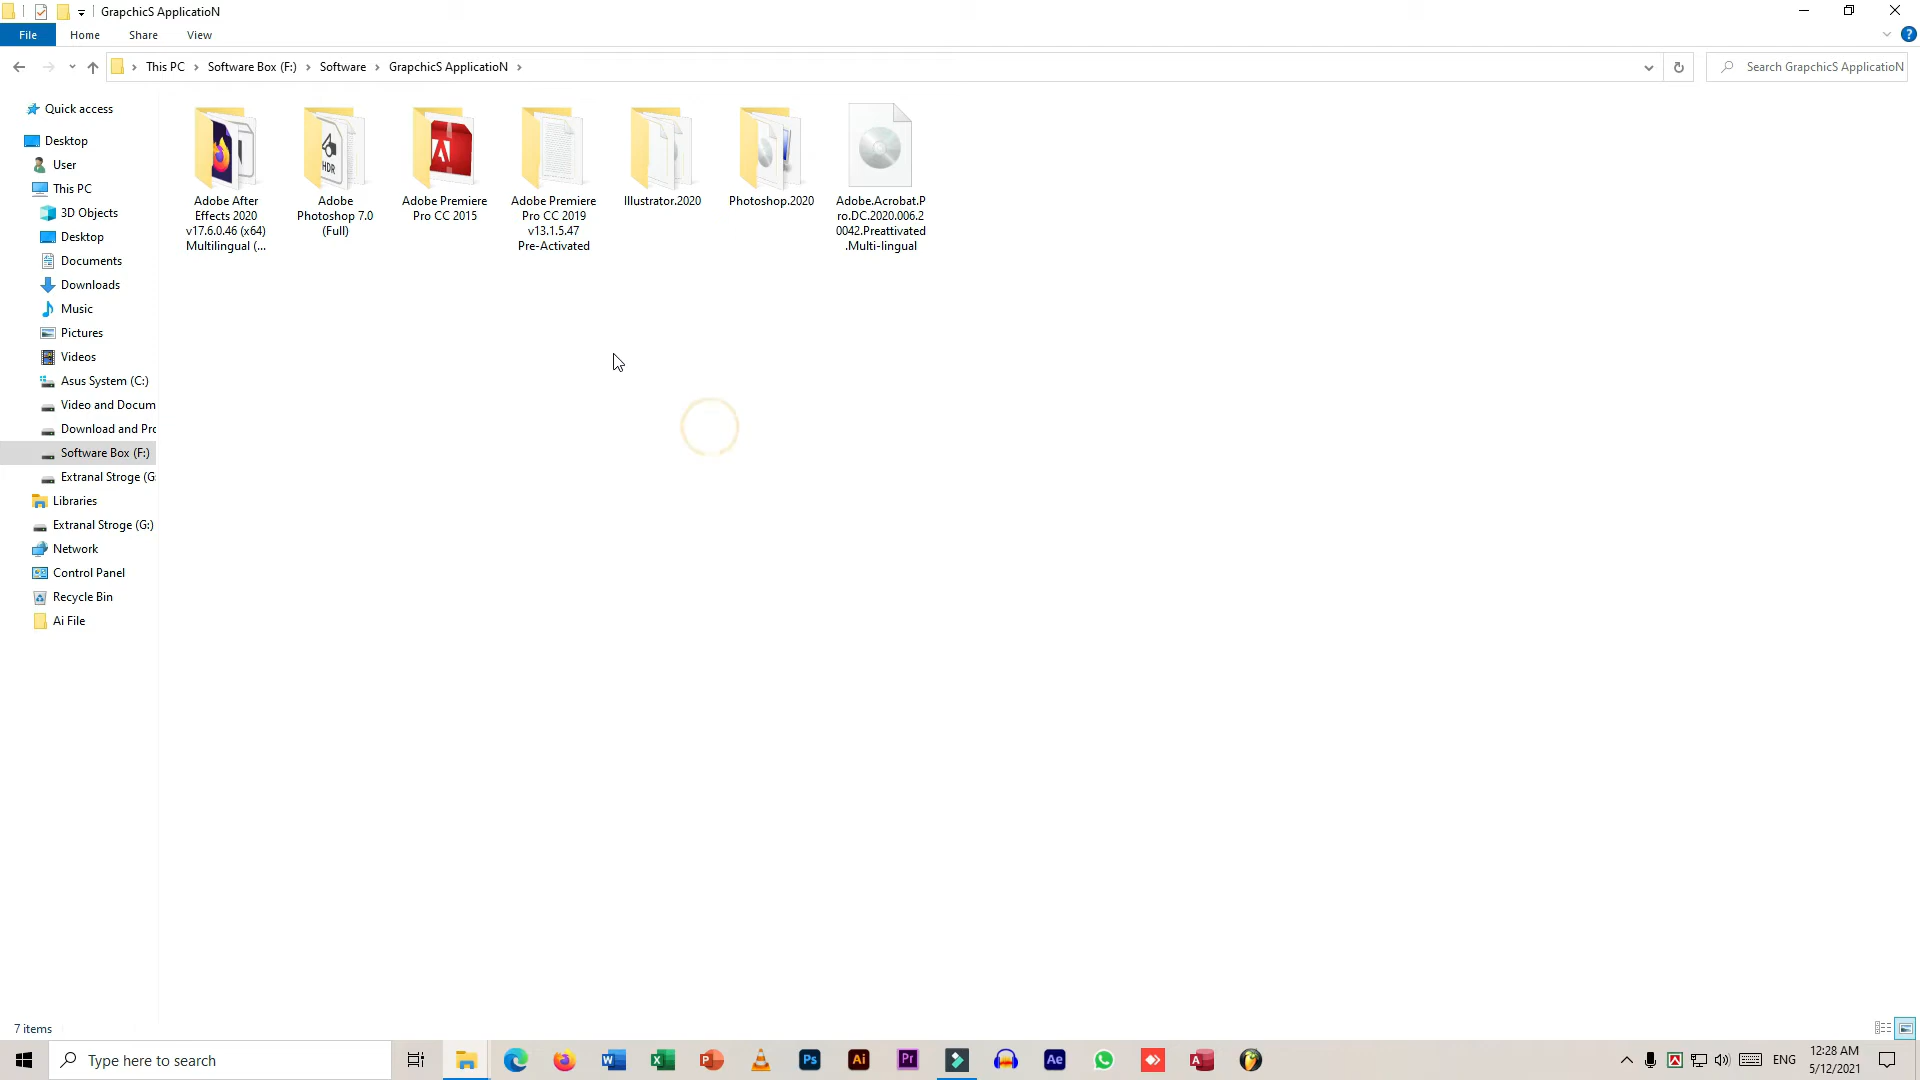 GrapchicS ApplicatioN
File Home Share View
This PC Software Box (F:) Software GrapchicS ApplicatioN
Search GrapchicS ApplicatioN
Quick access
Desktop
User
This PC
3D Objects
Desktop
Documents
Downloads
Music
Pictures
Videos
Asus System (C:)
Video and Docum
Download and Pro
Software Box (F:)
Extranal Stroge (G:
Libraries
Extranal Stroge (G:)
Network
Control Panel
Recycle Bin
Ai File
HDR
Adobe After
Effects 2020
v17.6.0.46 (x64)
Multilingual (...
Adobe
Photoshop 7.0
(Full)
Adobe Premiere
Pro CC 2015
Adobe Premiere
Pro CC 2019
v13.1.5.47
Pre-Activated
Illustrator.2020
Photoshop.2020
Adobe.Acrobat.P
ro.DC.2020.006.2
0042.Preattivated
.Multi-lingual
7 items
Type here to search
Ps Ai Pr Ae
ENG
12:28 AM
5/12/2021